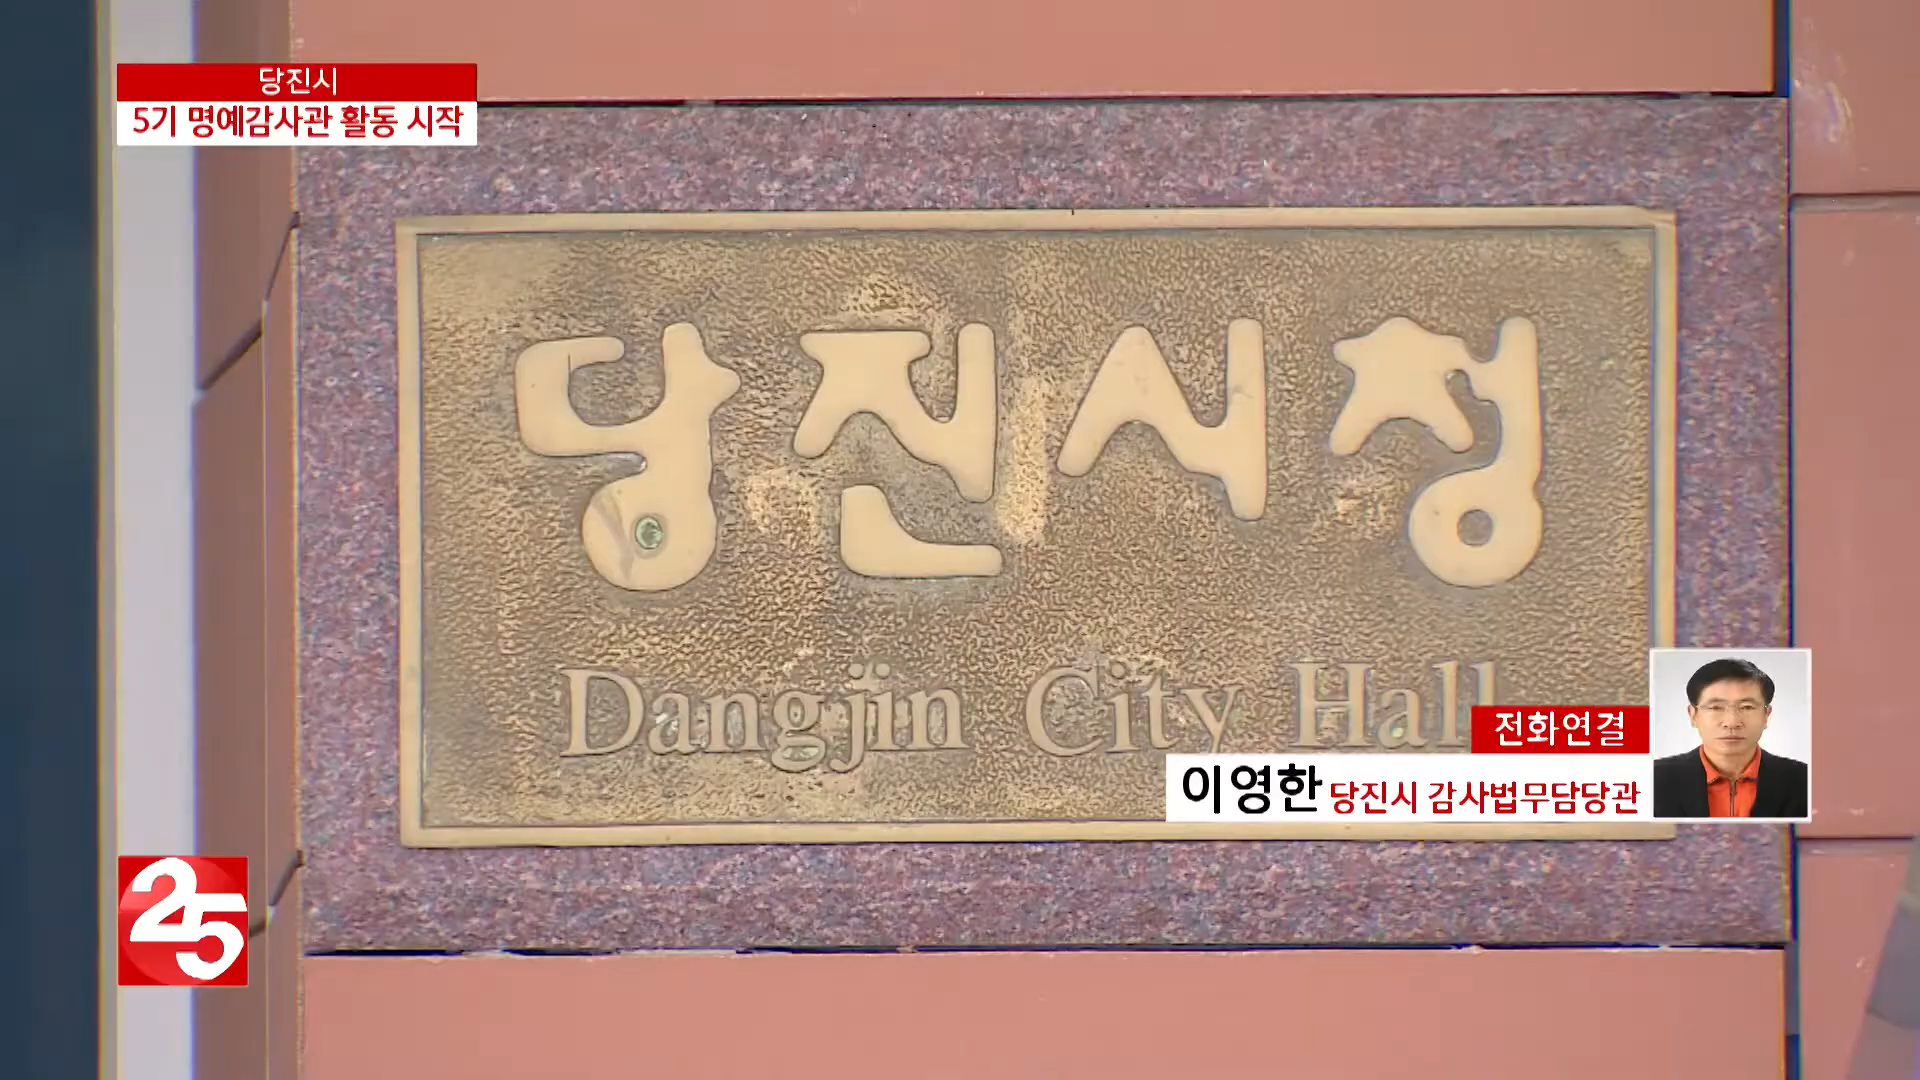 당진시
5기 명예감사관 활동 시작
당진시청
Dangjin City Hall
전화연결
이영한 당진시 감사법무담당관
25